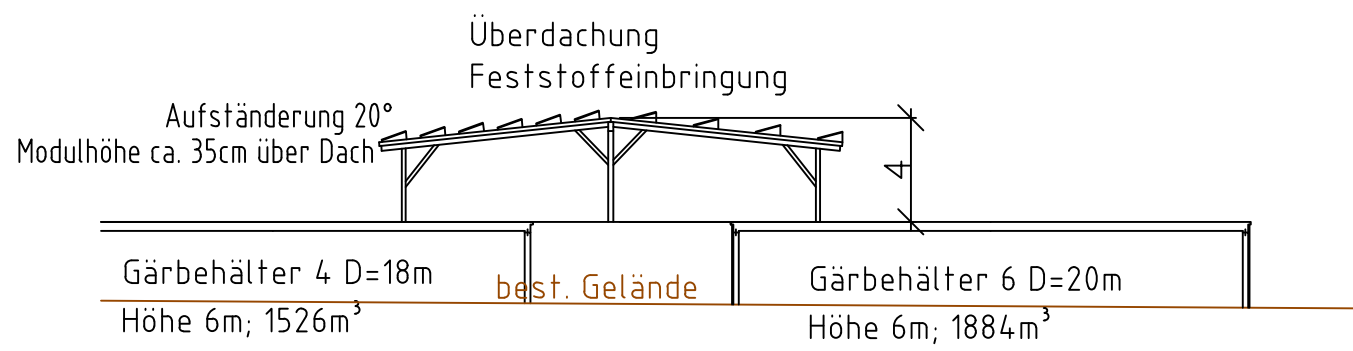 Überdachung
Feststoffeinbringung
Aufständerung 20°
Modulhöhe ca. 35cm über Dach
4
Gärbehälter 4 D=18m
Höhe 6m; 1526m³
best. Gelände
Gärbehälter 6 D=20m
Höhe 6m; 1884m³